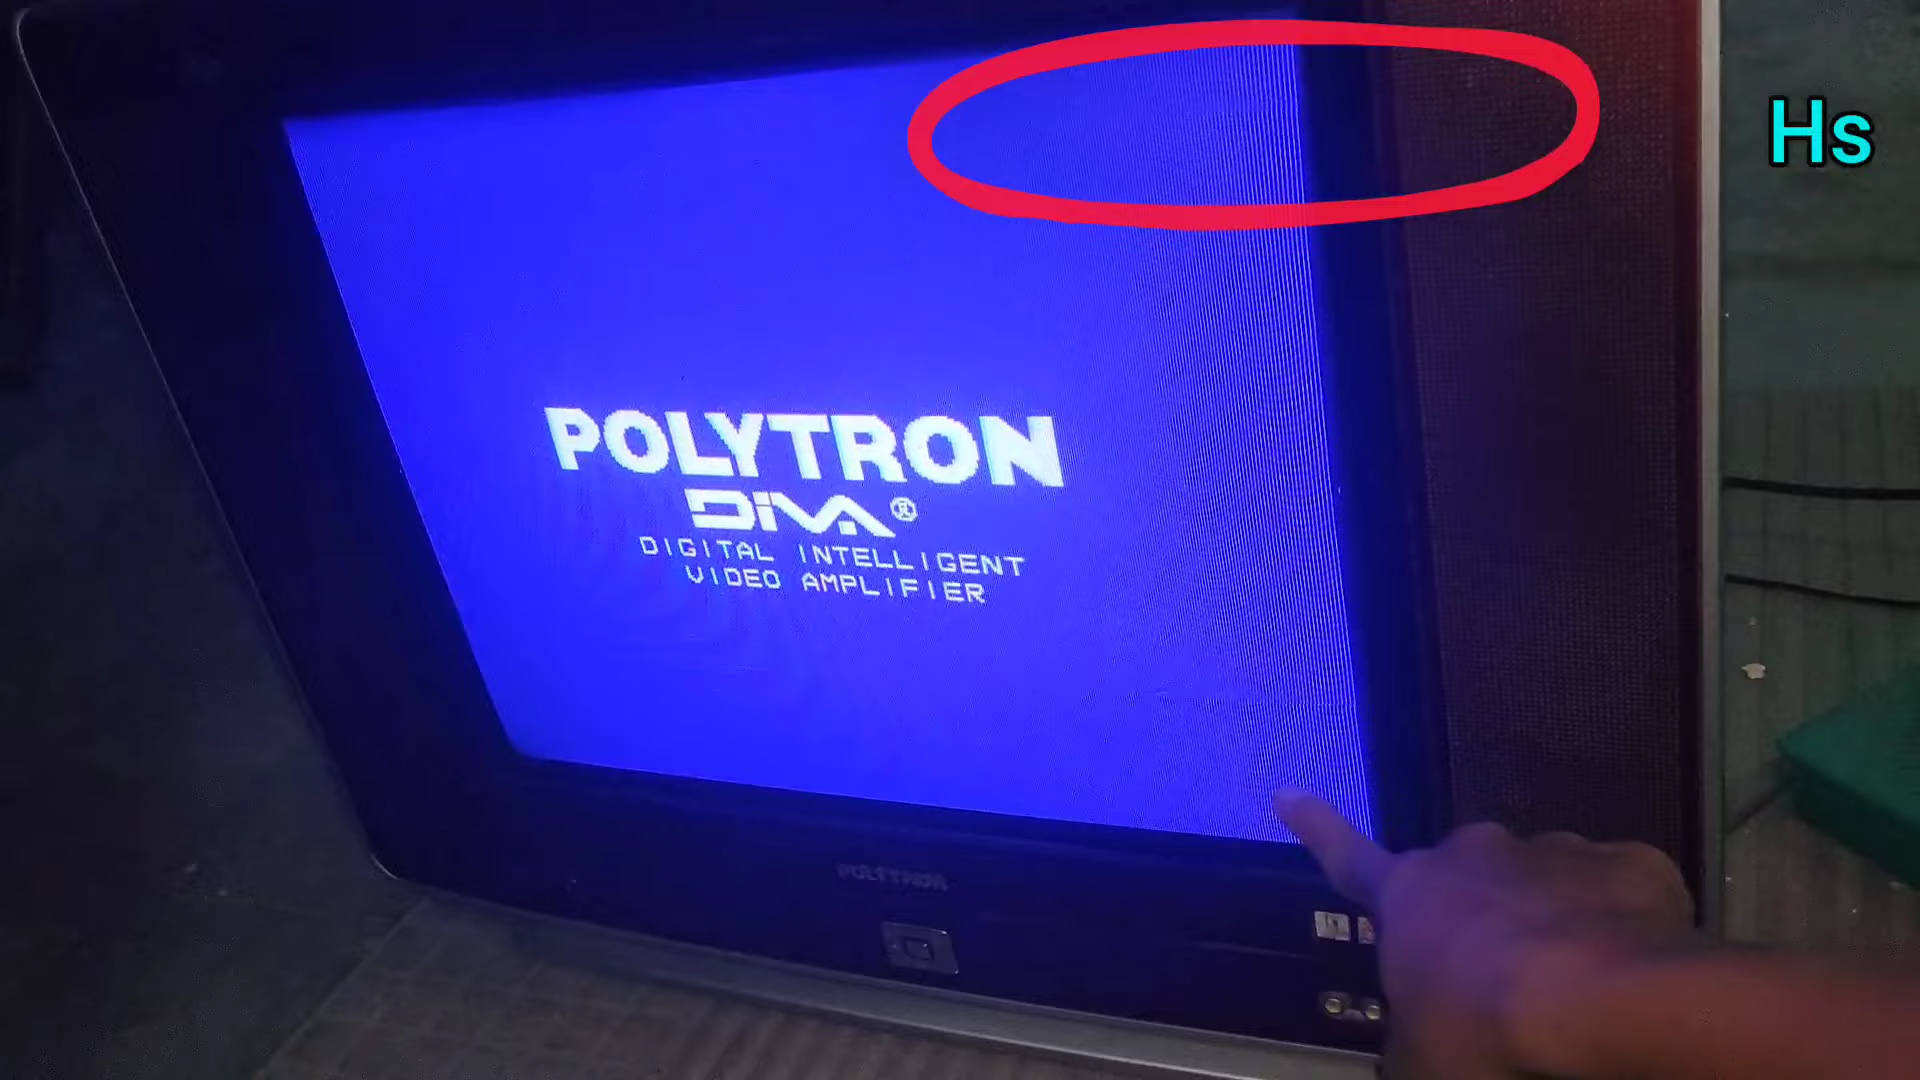 Hs
POLYTRON
DiVA®
DIGITAL INTELLIGENT
VIDEO AMPLIFIER
POLYTRON